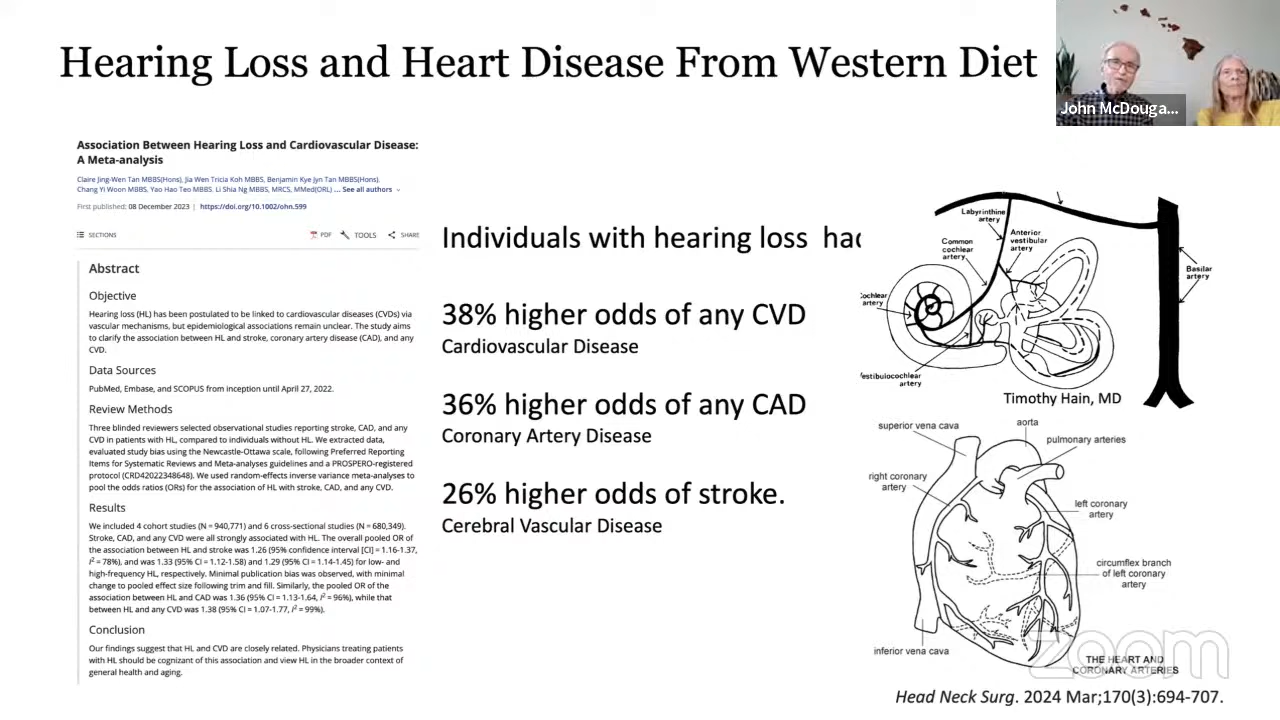 Hearing Loss and Heart Disease From Western Diet
John McDouga...
Association Between Hearing Loss and Cardiovascular Disease:
A Meta-analysis
Claire Jing-Wen Tan MBBS(Hons), Jia Wen Tricia Koh MBBS, Benjamin Kye Jyn Tan MBBS(Hons),
Chang Yi Woon MBBS, Yao Hao Teo MBBS, Li Shia Ng MBBS, MRCS, MMed(ORL) ... See all authors
First published: 08 December 2023 | https://doi.org/10.1002/ohn.599
SECTIONS
PDF TOOLS SHARE
Abstract
Objective
Hearing loss (HL) has been postulated to be linked to cardiovascular diseases (CVDs) via
vascular mechanisms, but epidemiological associations remain unclear. The study aims
to clarify the association between HL and stroke, coronary artery disease (CAD), and any
CVD.
Data Sources
PubMed, Embase, and SCOPUS from inception until April 27, 2022.
Review Methods
Three blinded reviewers selected observational studies reporting stroke, CAD, and any
CVD in patients with HL, compared to individuals without HL. We extracted data,
evaluated study bias using the Newcastle-Ottawa scale, following Preferred Reporting
Items for Systematic Reviews and Meta-analyses guidelines and a PROSPERO-registered
protocol (CRD42022348648). We used random-effects inverse variance meta-analyses to
pool the odds ratios (ORs) for the association of HL with stroke, CAD, and any CVD.
Results
We included 4 cohort studies (N = 940,771) and 6 cross-sectional studies (N = 680,349).
Stroke, CAD, and any CVD were all strongly associated with HL. The overall pooled OR of
the association between HL and stroke was 1.26 (95% confidence interval [CI] = 1.16-1.37,
I² = 78%), and was 1.33 (95% CI = 1.12-1.58) and 1.29 (95% CI = 1.14-1.45) for low- and
high-frequency HL, respectively. Minimal publication bias was observed, with minimal
change to pooled effect size following trim and fill. Similarly, the pooled OR of the
association between HL and CAD was 1.36 (95% CI = 1.13-1.64, I² = 96%), while that
between HL and any CVD was 1.38 (95% CI = 1.07-1.77, I² = 99%).
Conclusion
Our findings suggest that HL and CVD are closely related. Physicians treating patients
with HL should be cognizant of this association and view HL in the broader context of
general health and aging.
Individuals with hearing loss had
38% higher odds of any CVD
Cardiovascular Disease
36% higher odds of any CAD
Coronary Artery Disease
26% higher odds of stroke.
Cerebral Vascular Disease
Labyrinthine
artery
Anterior
vestibular
artery
Common
cochlear
artery
Basilar
artery
Cochlear
artery
artery
Timothy Hain, MD
superior vena cava
aorta
pulmonary arteries
right coronary
artery
left coronary
artery
circumflex branch
of left coronary
artery
inferior vena cava
THE HEART AND
CORONARY ARTERIES
zoom
Head Neck Surg. 2024 Mar;170(3):694-707.